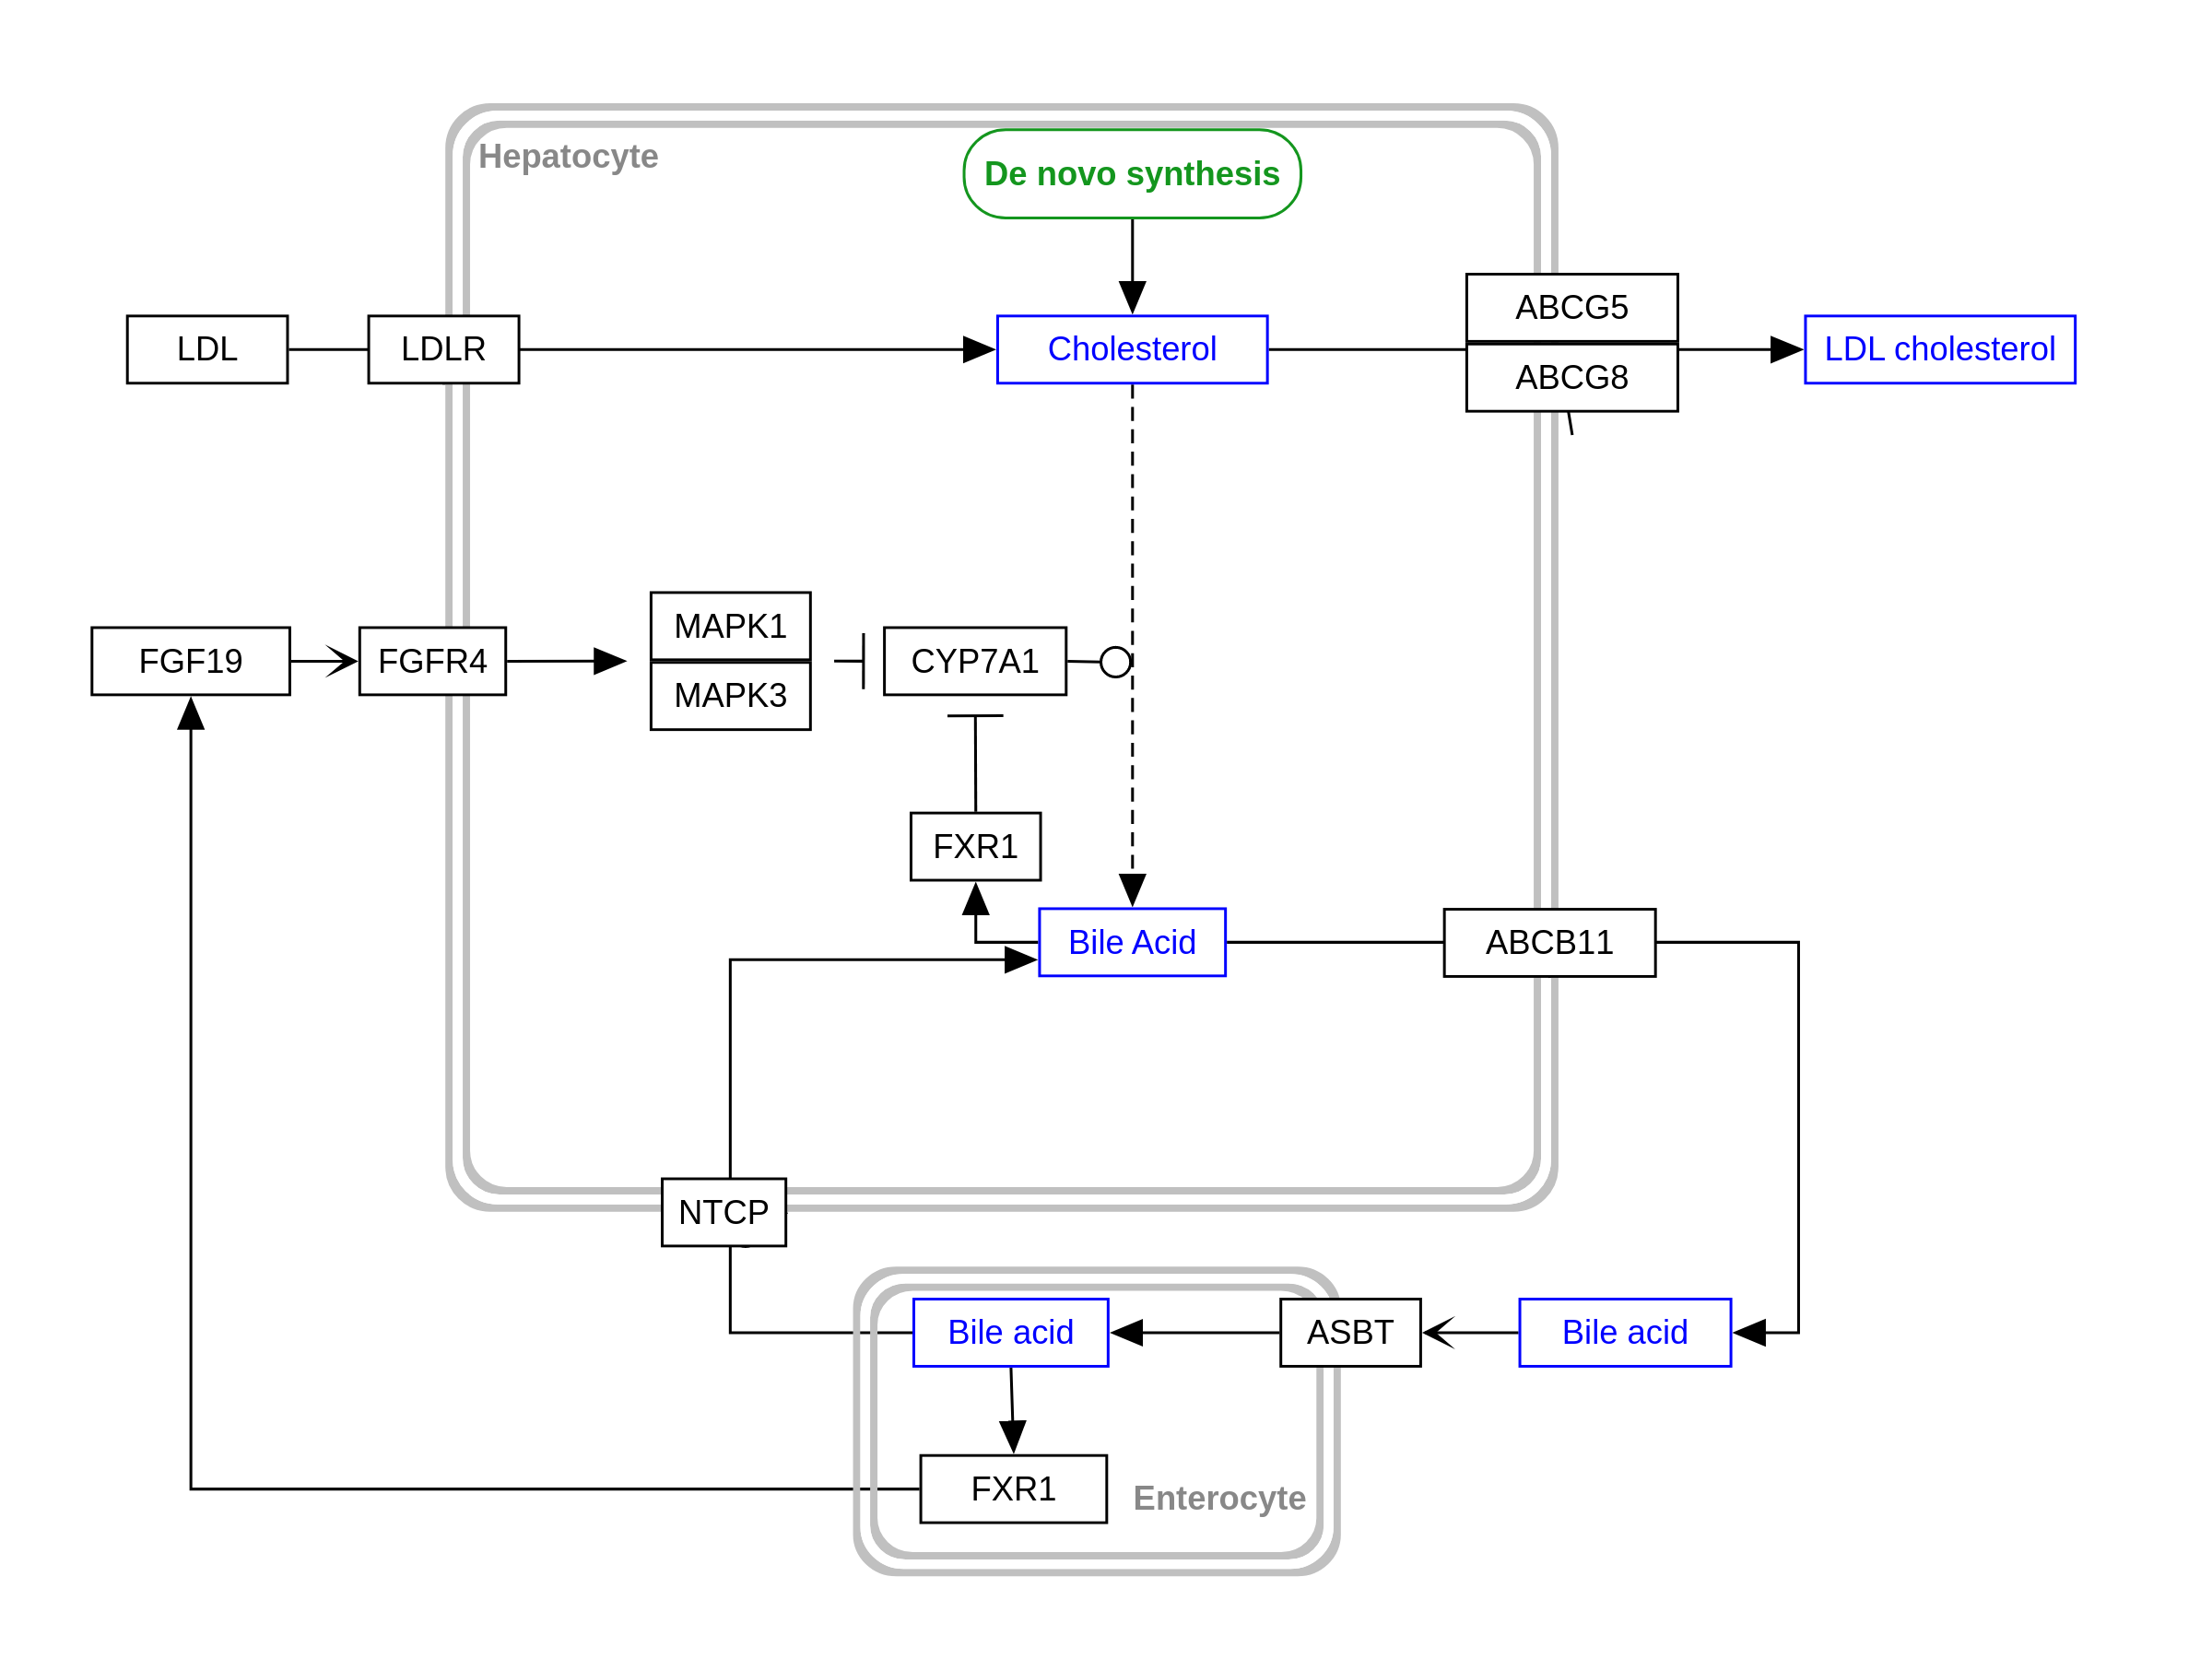 Hepatocyte
De novo synthesis
ABCG5
LDL
LDLR
Cholesterol
LDL cholesterol
ABCG8
MAPK1
FGF19
FGFR4
CYP7A1
MAPK3
FXR1
Bile Acid
ABCB11
NTCP
Bile acid
ASBT
Bile acid
FXR1
Enterocyte